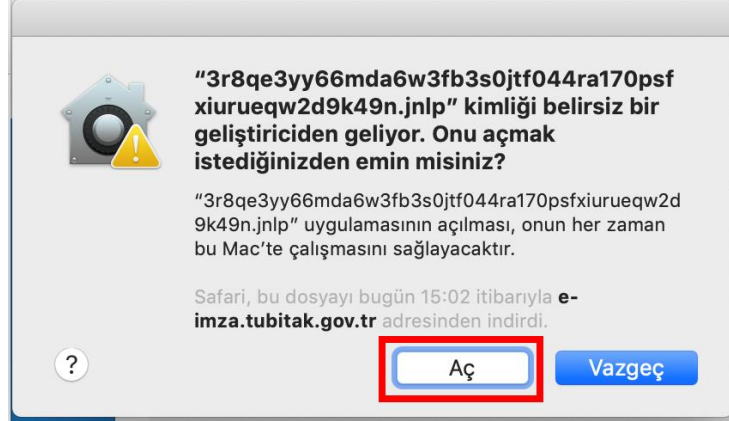 “3r8qe3yy66mda6w3fb3s0jtf044ra170psf
xiurueqw2d9k49n.jnlp” kimliği belirsiz bir
geliştiriciden geliyor. Onu açmak
istediğinizden emin misiniz?
“3r8qe3yy66mda6w3fb3s0jtf044ra170psfxiurueqw2d
9k49n.jnlp” uygulamasının açılması, onun her zaman
bu Mac’te çalışmasını sağlayacaktır.
Safari, bu dosyayı bugün 15:02 itibarıyla e-
imza.tubitak.gov.tr adresinden indirdi.
? Aç Vazgeç